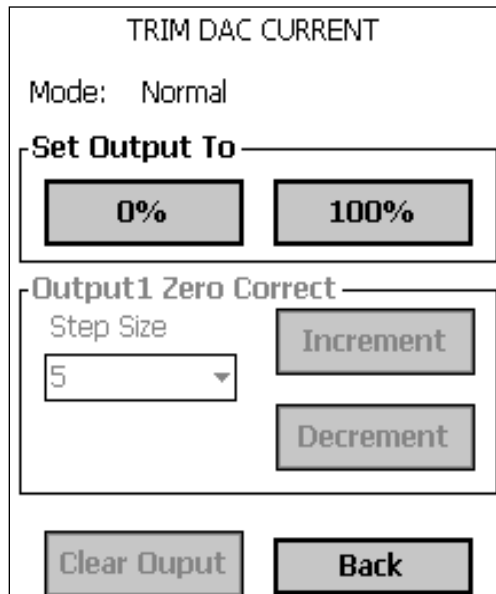 TRIM DAC CURRENT
Mode: Normal
Set Output To
0% 100%
Output1 Zero Correct
Step Size
Increment
5
Decrement
Clear Ouput Back